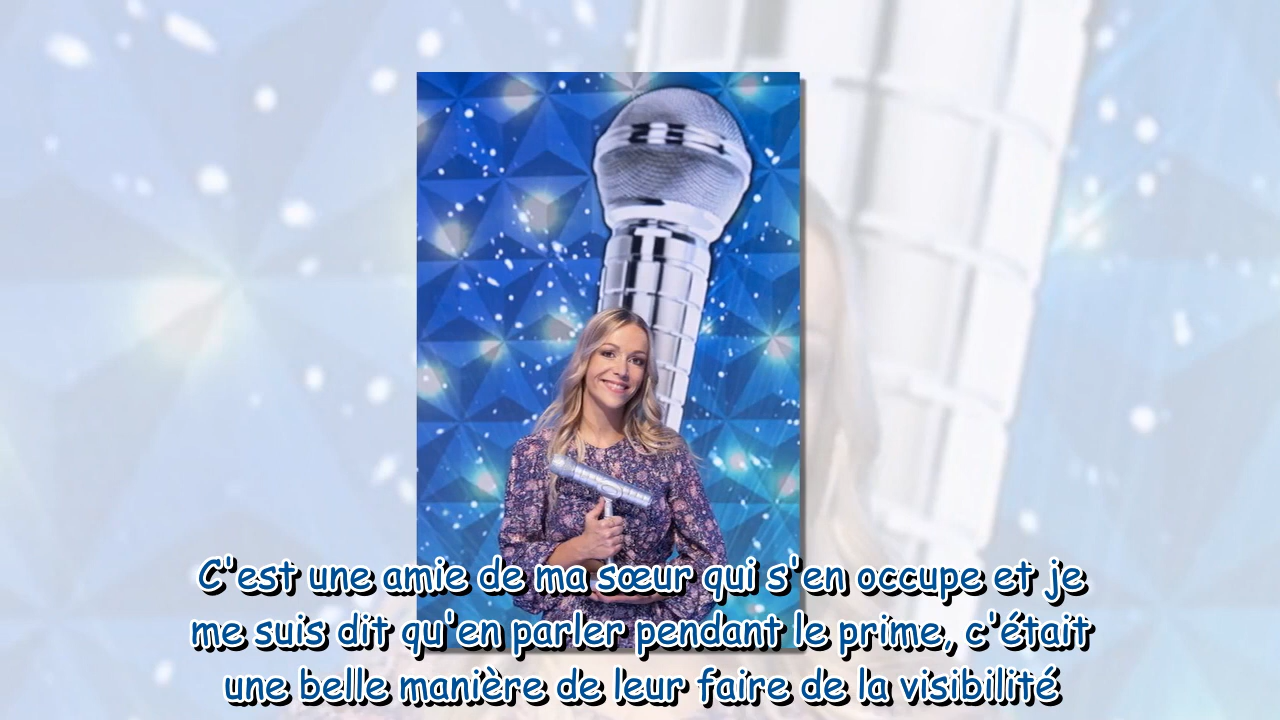 C'est une amie de ma sœur qui s'en occupe et je
me suis dit qu'en parler pendant le prime, c'était
une belle manière de leur faire de la visibilité